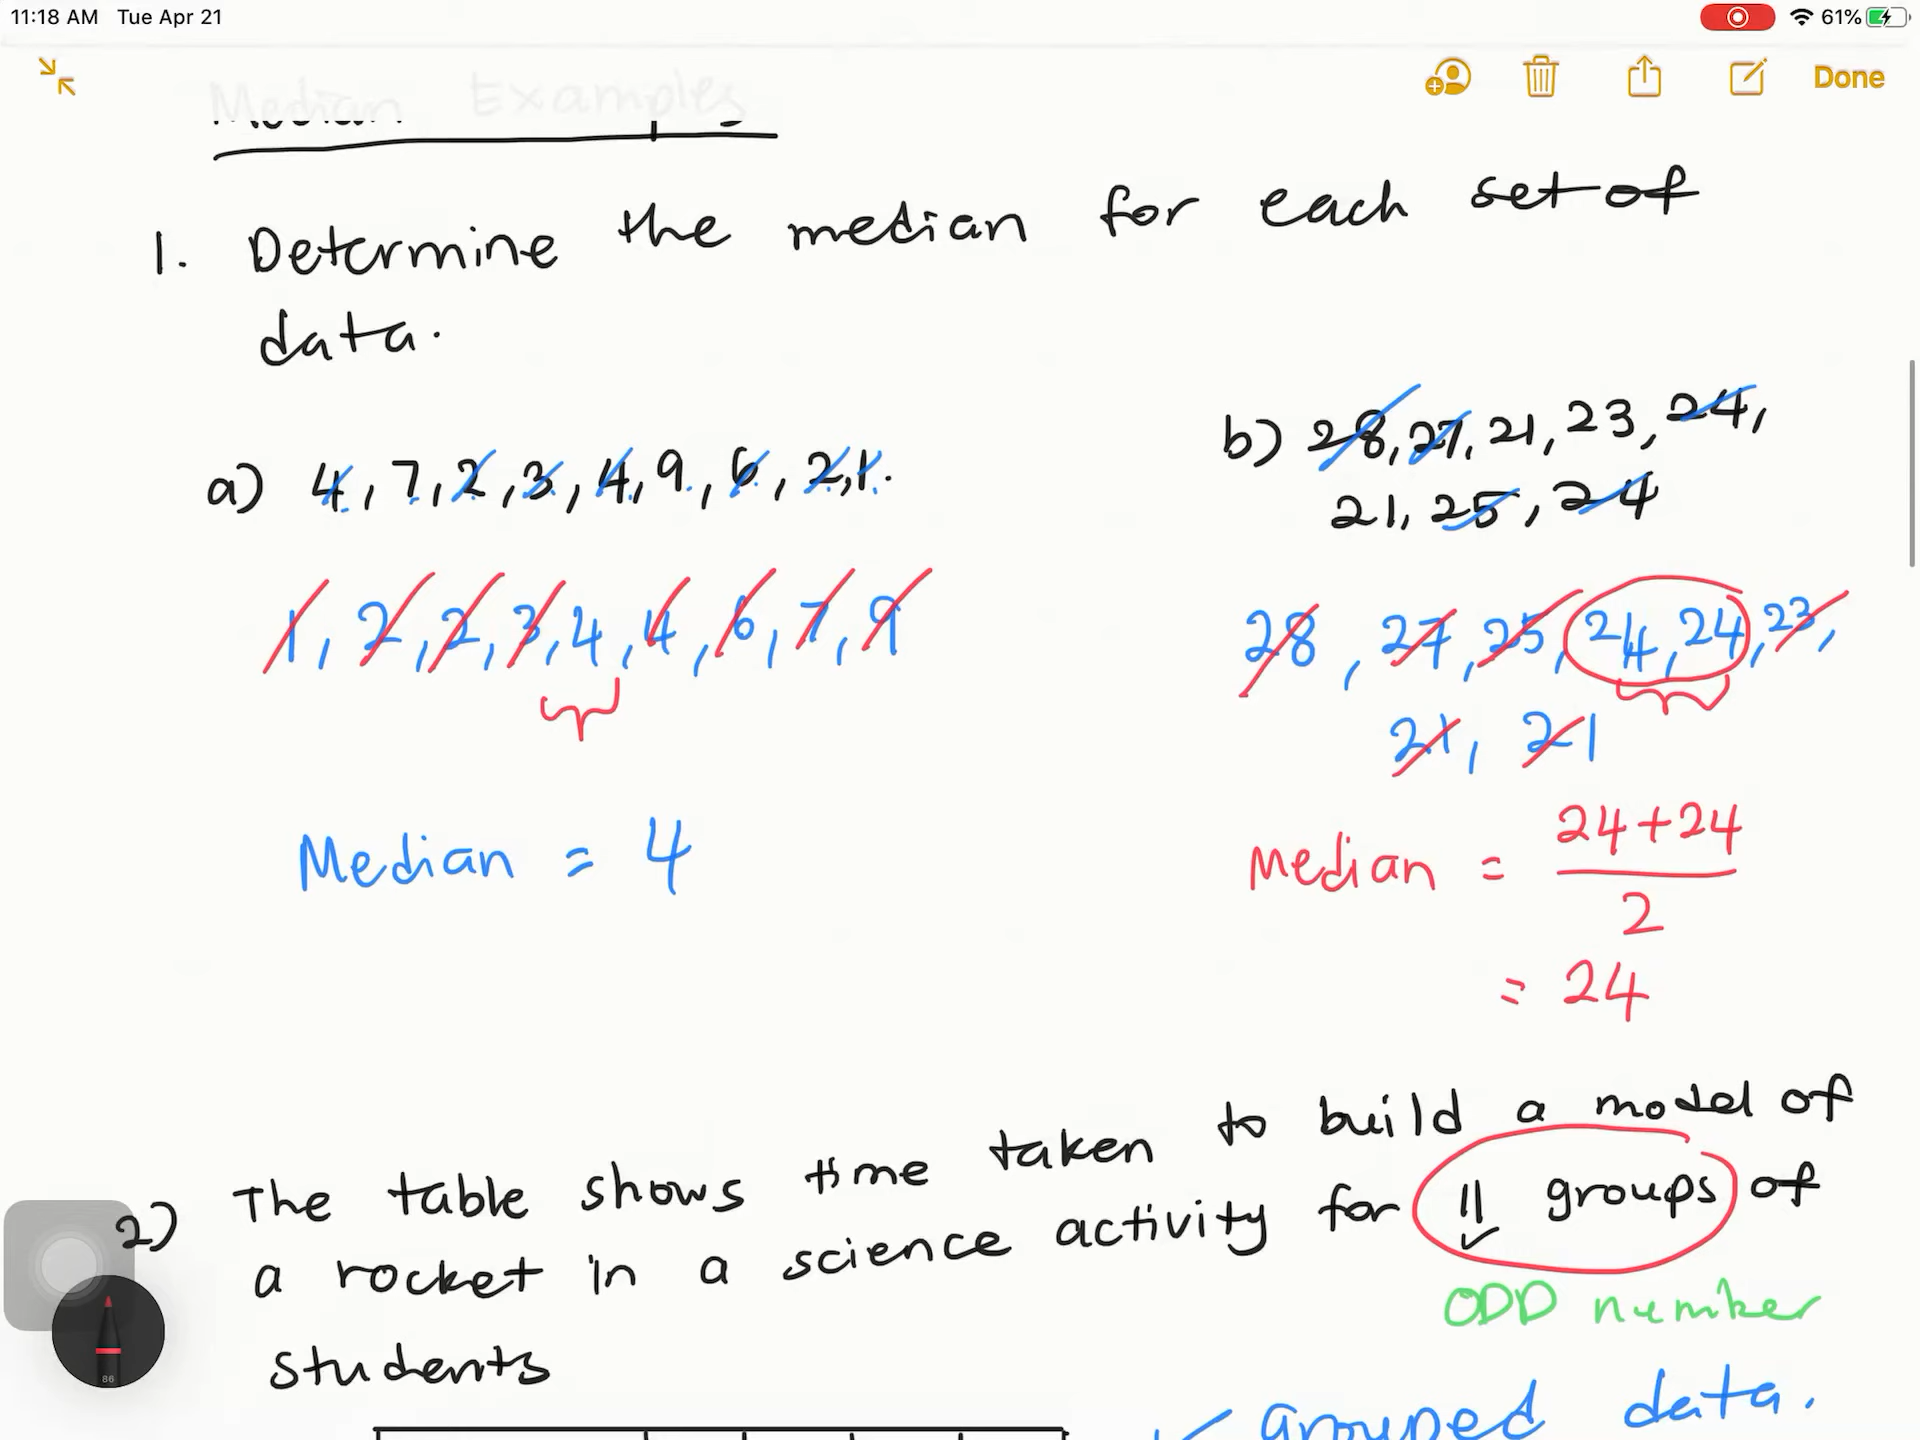 11:18 AM Tue Apr 21
61%
Median Examples
Done
1. Determine the median for each set of
data.
a) 4, 7, 2, 3, 4, 9, 6, 2, 1.
b) 28, 27, 21, 23, 24,
21, 25, 24
1, 2, 2, 3, 4, 4, 6, 7, 9
28, 27, 25, 24, 24, 23,
21, 21
Median = 4
Median = 24+24
2
= 24
2) The table shows time taken to build a model of
a rocket in a science activity for 11 groups of
students
ODD number
grouped data.
86